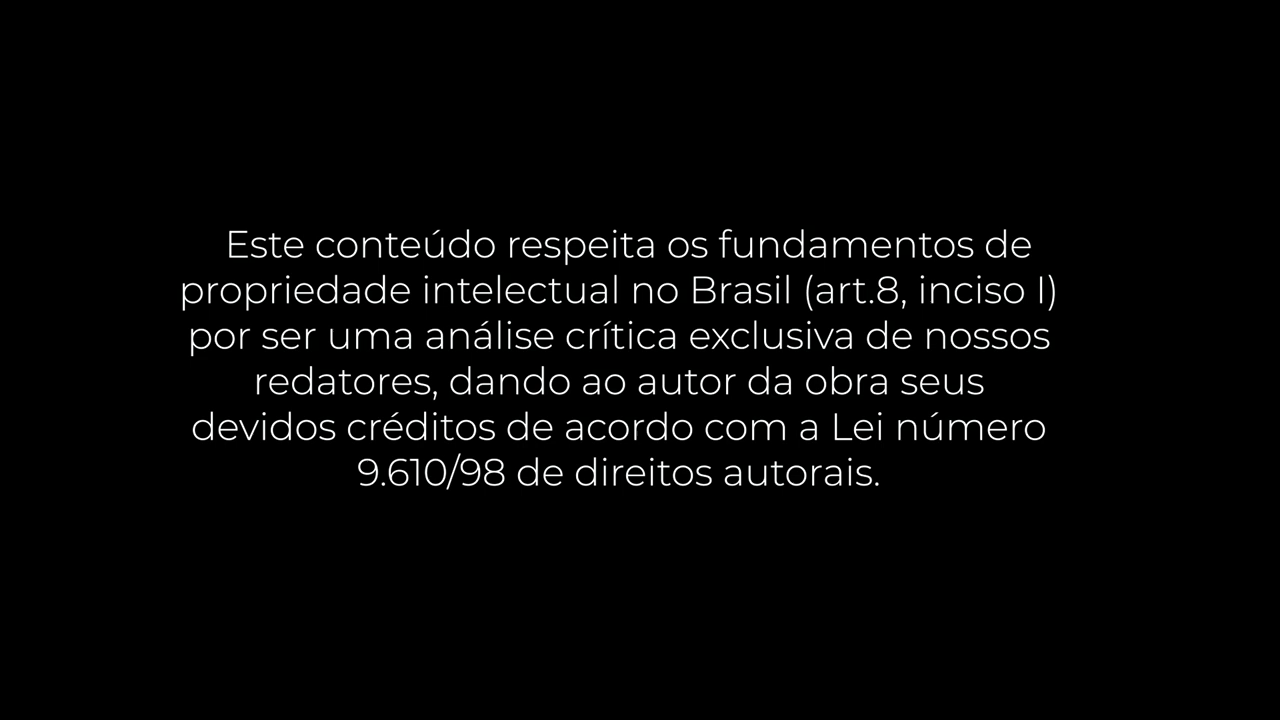 Este conteúdo respeita os fundamentos de
propriedade intelectual no Brasil (art.8, inciso I)
por ser uma análise crítica exclusiva de nossos
redatores, dando ao autor da obra seus
devidos créditos de acordo com a Lei número
9.610/98 de direitos autorais.